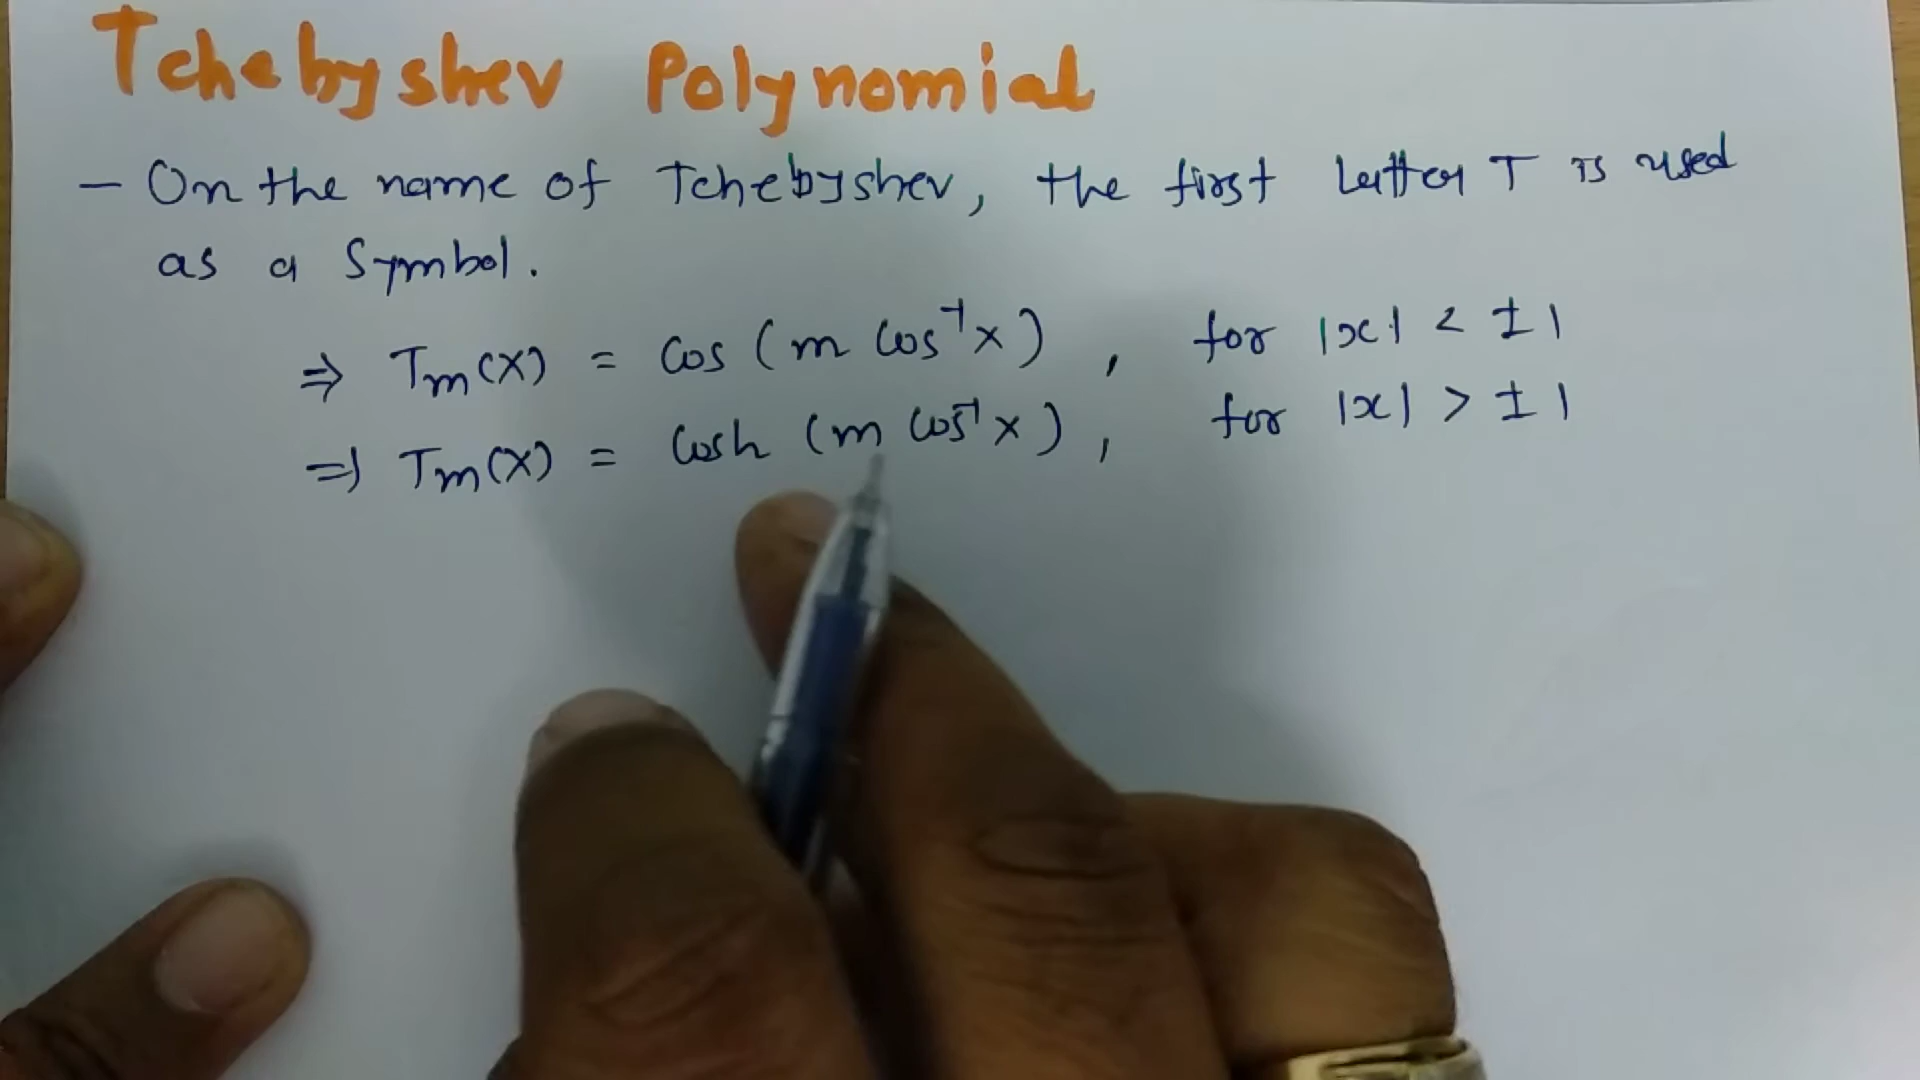 Tchebyshev Polynomial
— On the name of Tchebyshev, the first Letter T is used
as a Symbol.
⇒ Tm(x) = Cos (m Cos⁻¹x) , for |x| < ±1
⇒ Tm(x) = Cosh (m Cos⁻¹x) , for |x| > ±1